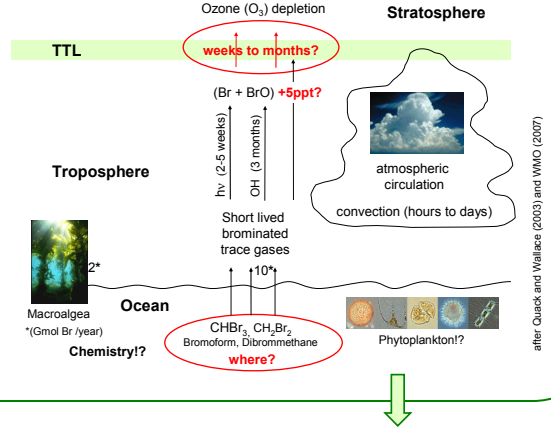 Ozone (O3) depletion
Stratosphere
TTL
weeks to months?
(Br + BrO) +5ppt?
hν (2-5 weeks)
OH (3 months)
Troposphere
atmospheric
circulation
convection (hours to days)
Short lived
brominated
trace gases
2*
10*
Ocean
Macroalgea
*(Gmol Br /year)
Chemistry!?
CHBr3, CH2Br2
Bromoform, Dibrommethane
where?
Phytoplankton!?
after Quack and Wallace (2003) and WMO (2007)